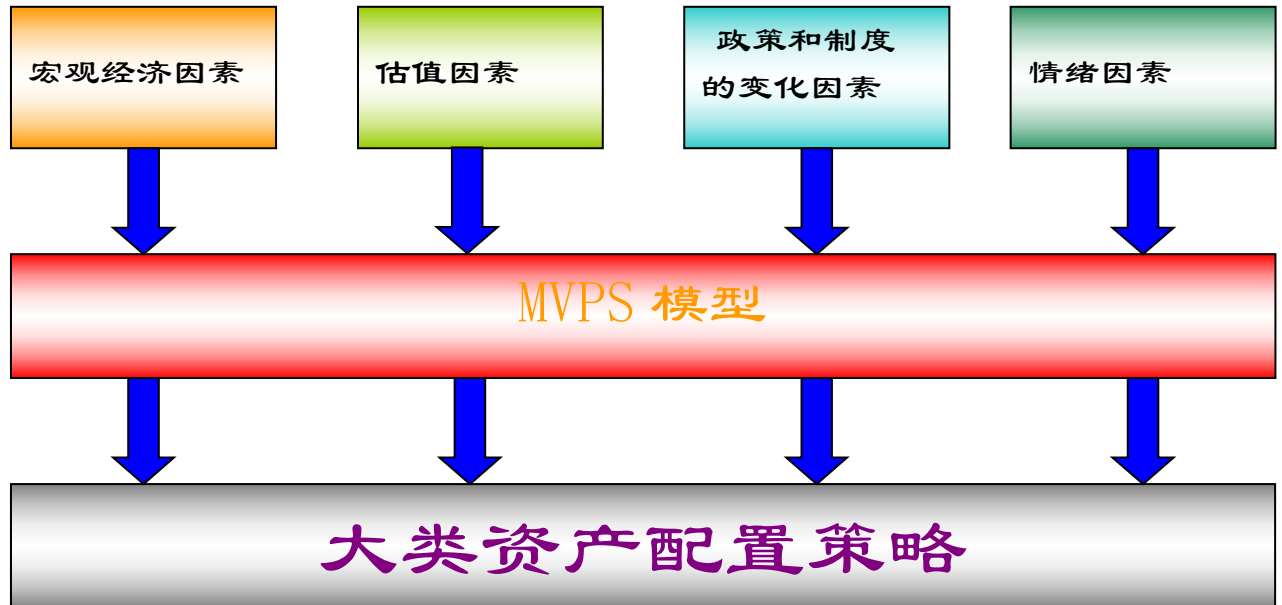 宏观经济因素
估值因素
政策和制度
的变化因素
情绪因素
MVPS 模型
大类资产配置策略